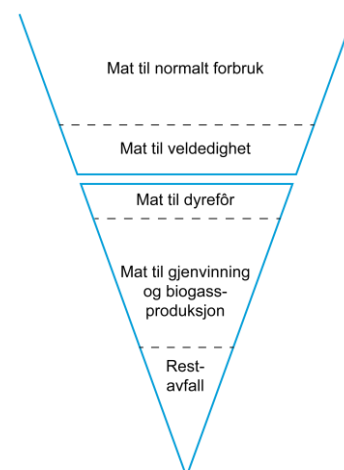 Mat til normalt forbruk
Mat til veldedighet
Mat til dyrefôr
Mat til gjenvinning
og biogass-
produksjon
Rest-
avfall